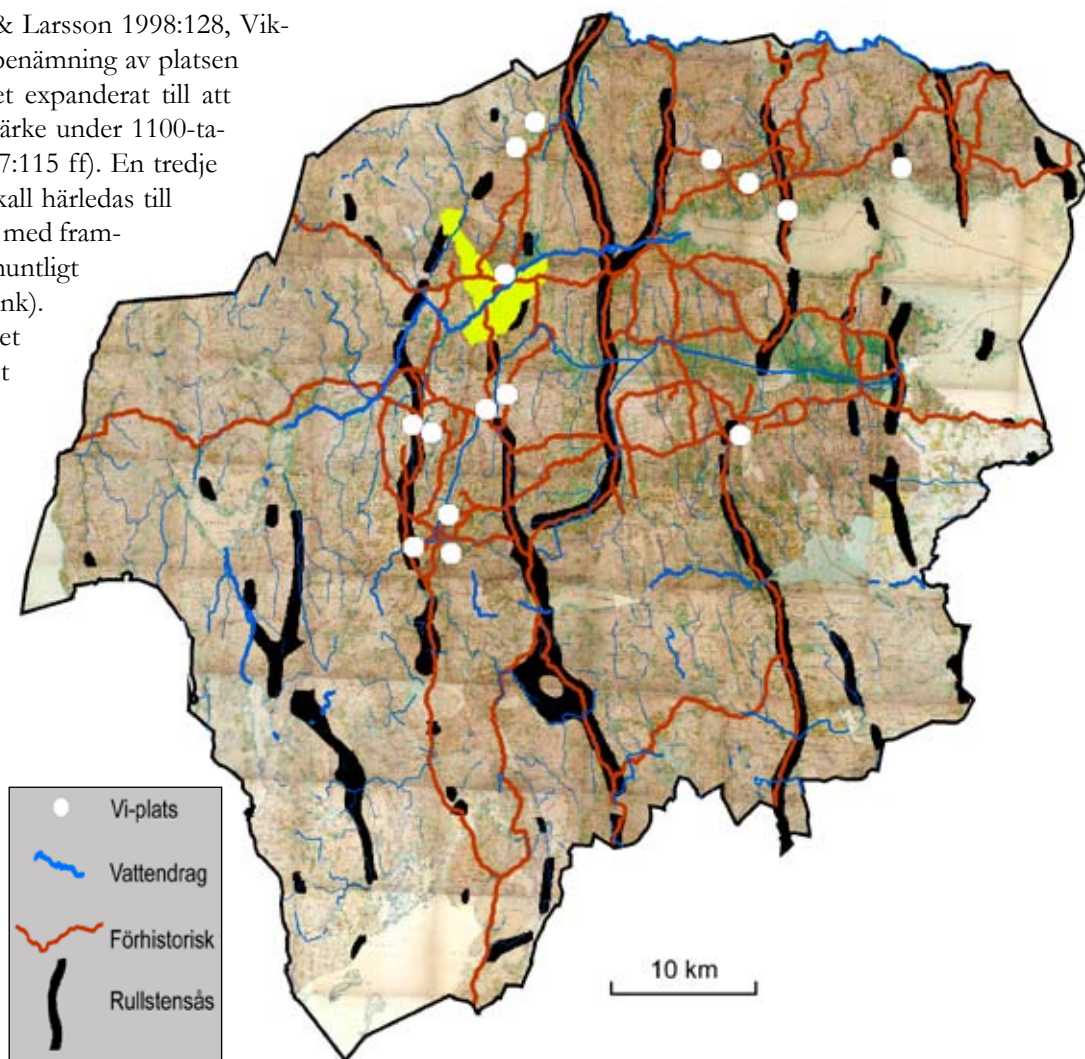 & Larsson 1998:128, Vik-
benämning av platsen
et expanderat till att
ärke under 1100-ta-
7:115 ff). En tredje
kall härledas till
med fram-
nuntligt
nk).
et
t
Vi-plats
Vattendrag
Förhistorisk
Rullstensås
10 km